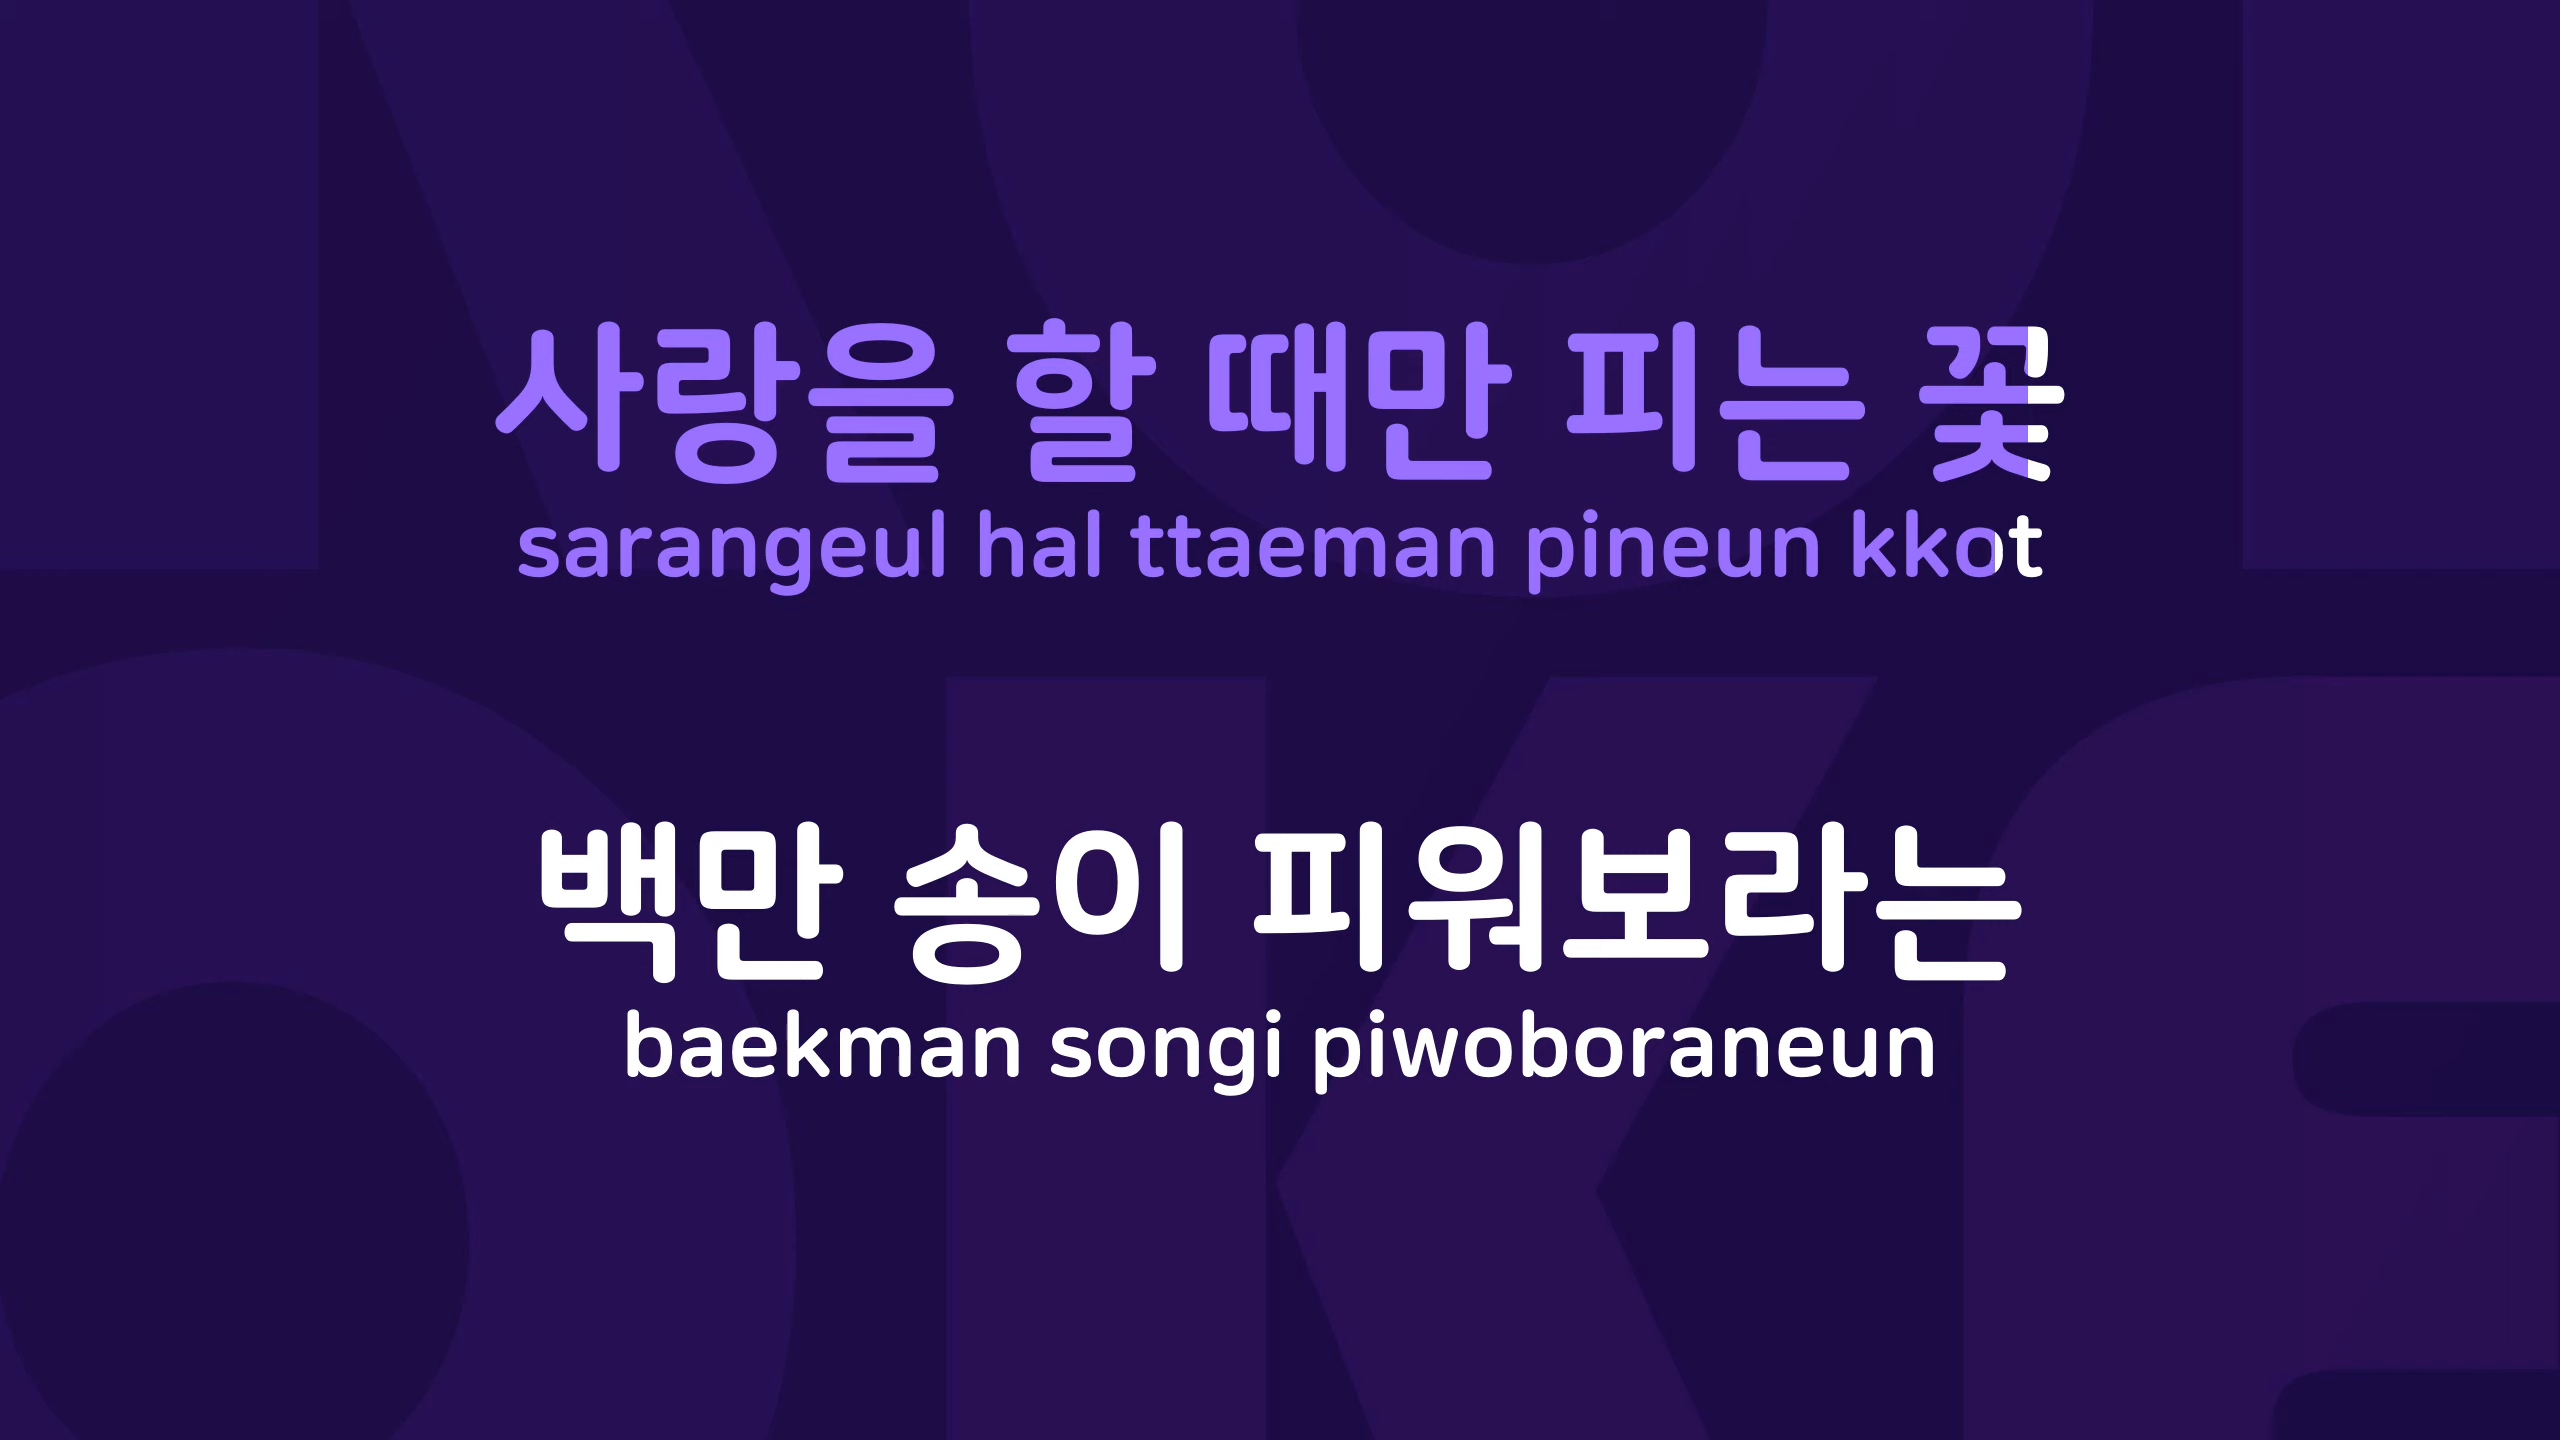 사랑을 할 때만 피는 꽃
sarangeul hal ttaeman pineun kkot
백만 송이 피워보라는
baekman songi piwoboraneun